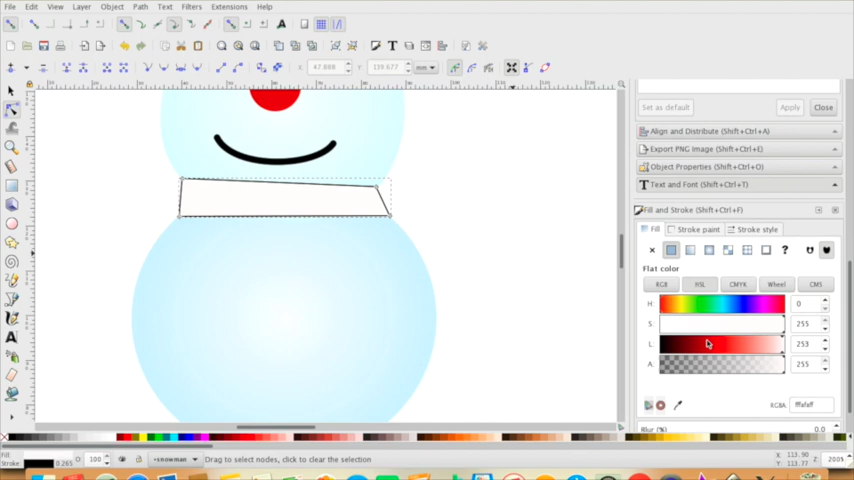 File Edit View Layer Object Path Text Filters Extensions Help
X: 47.888 Y: 139.677 mm
Set as default Apply Close
Align and Distribute (Shift+Ctrl+A)
Export PNG Image (Shift+Ctrl+E)
Object Properties (Shift+Ctrl+O)
Text and Font (Shift+Ctrl+T)
Fill and Stroke (Shift+Ctrl+F)
Fill Stroke paint Stroke style
Flat color
RGB HSL CMYK Wheel CMS
H: 0
S: 255
L: 253
A: 255
RGBA: fffafaff
Blur (%) 0.0
Fill:
Stroke: 0.265 O: 100 •snowman Drag to select nodes, click to clear the selection X: 113.90 Y: 113.77 Z: 200%